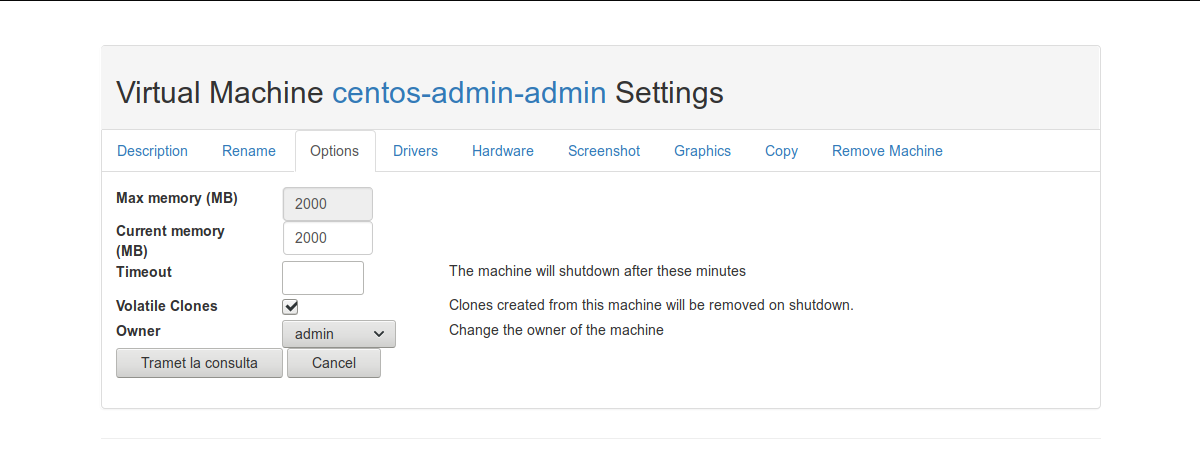 Virtual Machine centos-admin-admin Settings
Description Rename Options Drivers Hardware Screenshot Graphics Copy Remove Machine
Max memory (MB) 2000
Current memory (MB) 2000
Timeout The machine will shutdown after these minutes
Volatile Clones Clones created from this machine will be removed on shutdown.
Owner admin Change the owner of the machine
Tramet la consulta Cancel